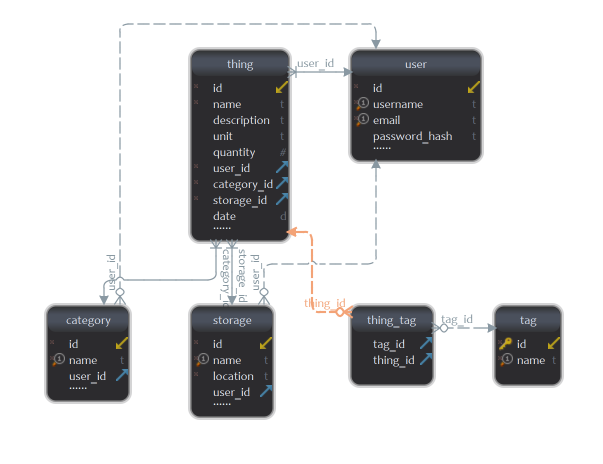 thing
id
name t
description t
unit t
quantity #
user_id
category_id
storage_id
date d
......
user_id
user
id
username t
email t
password_hash t
......
user_id
category_id
storage_id
user_id
thing_id
category
id
name t
user_id
......
storage
id
name t
location t
user_id
......
thing_tag
tag_id
thing_id
tag_id
tag
id
name t